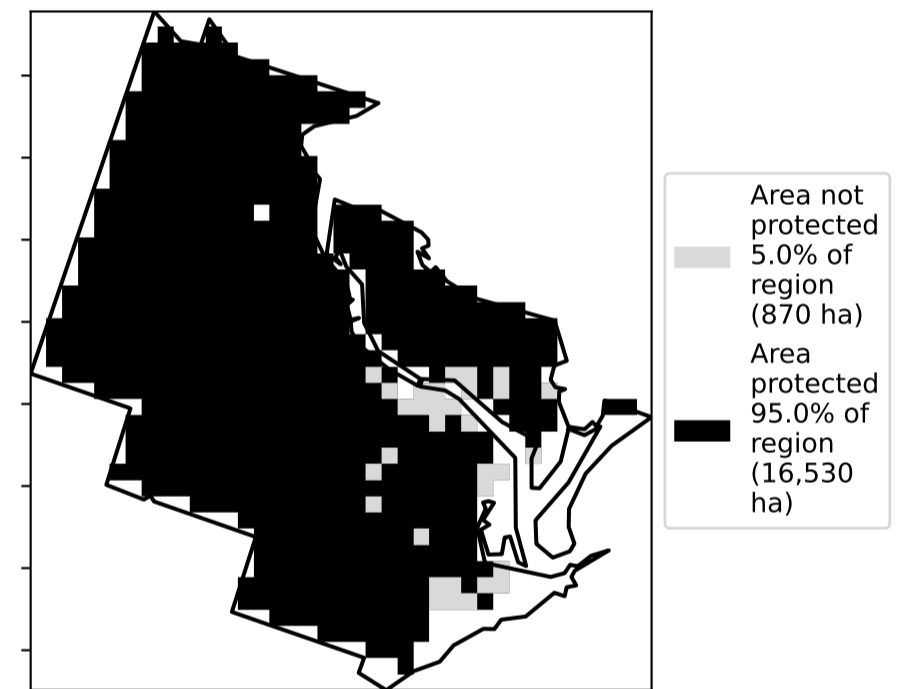 Area not
protected
5.0% of
region
(870 ha)
Area
protected
95.0% of
region
(16,530
ha)